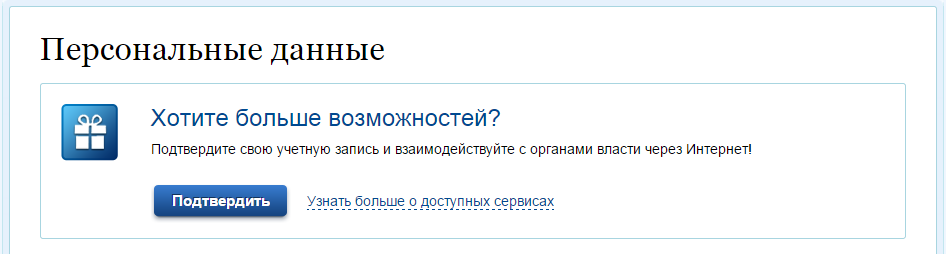 Персональные данные
Хотите больше возможностей?
Подтвердите свою учетную запись и взаимодействуйте с органами власти через Интернет!
Подтвердить Узнать больше о доступных сервисах